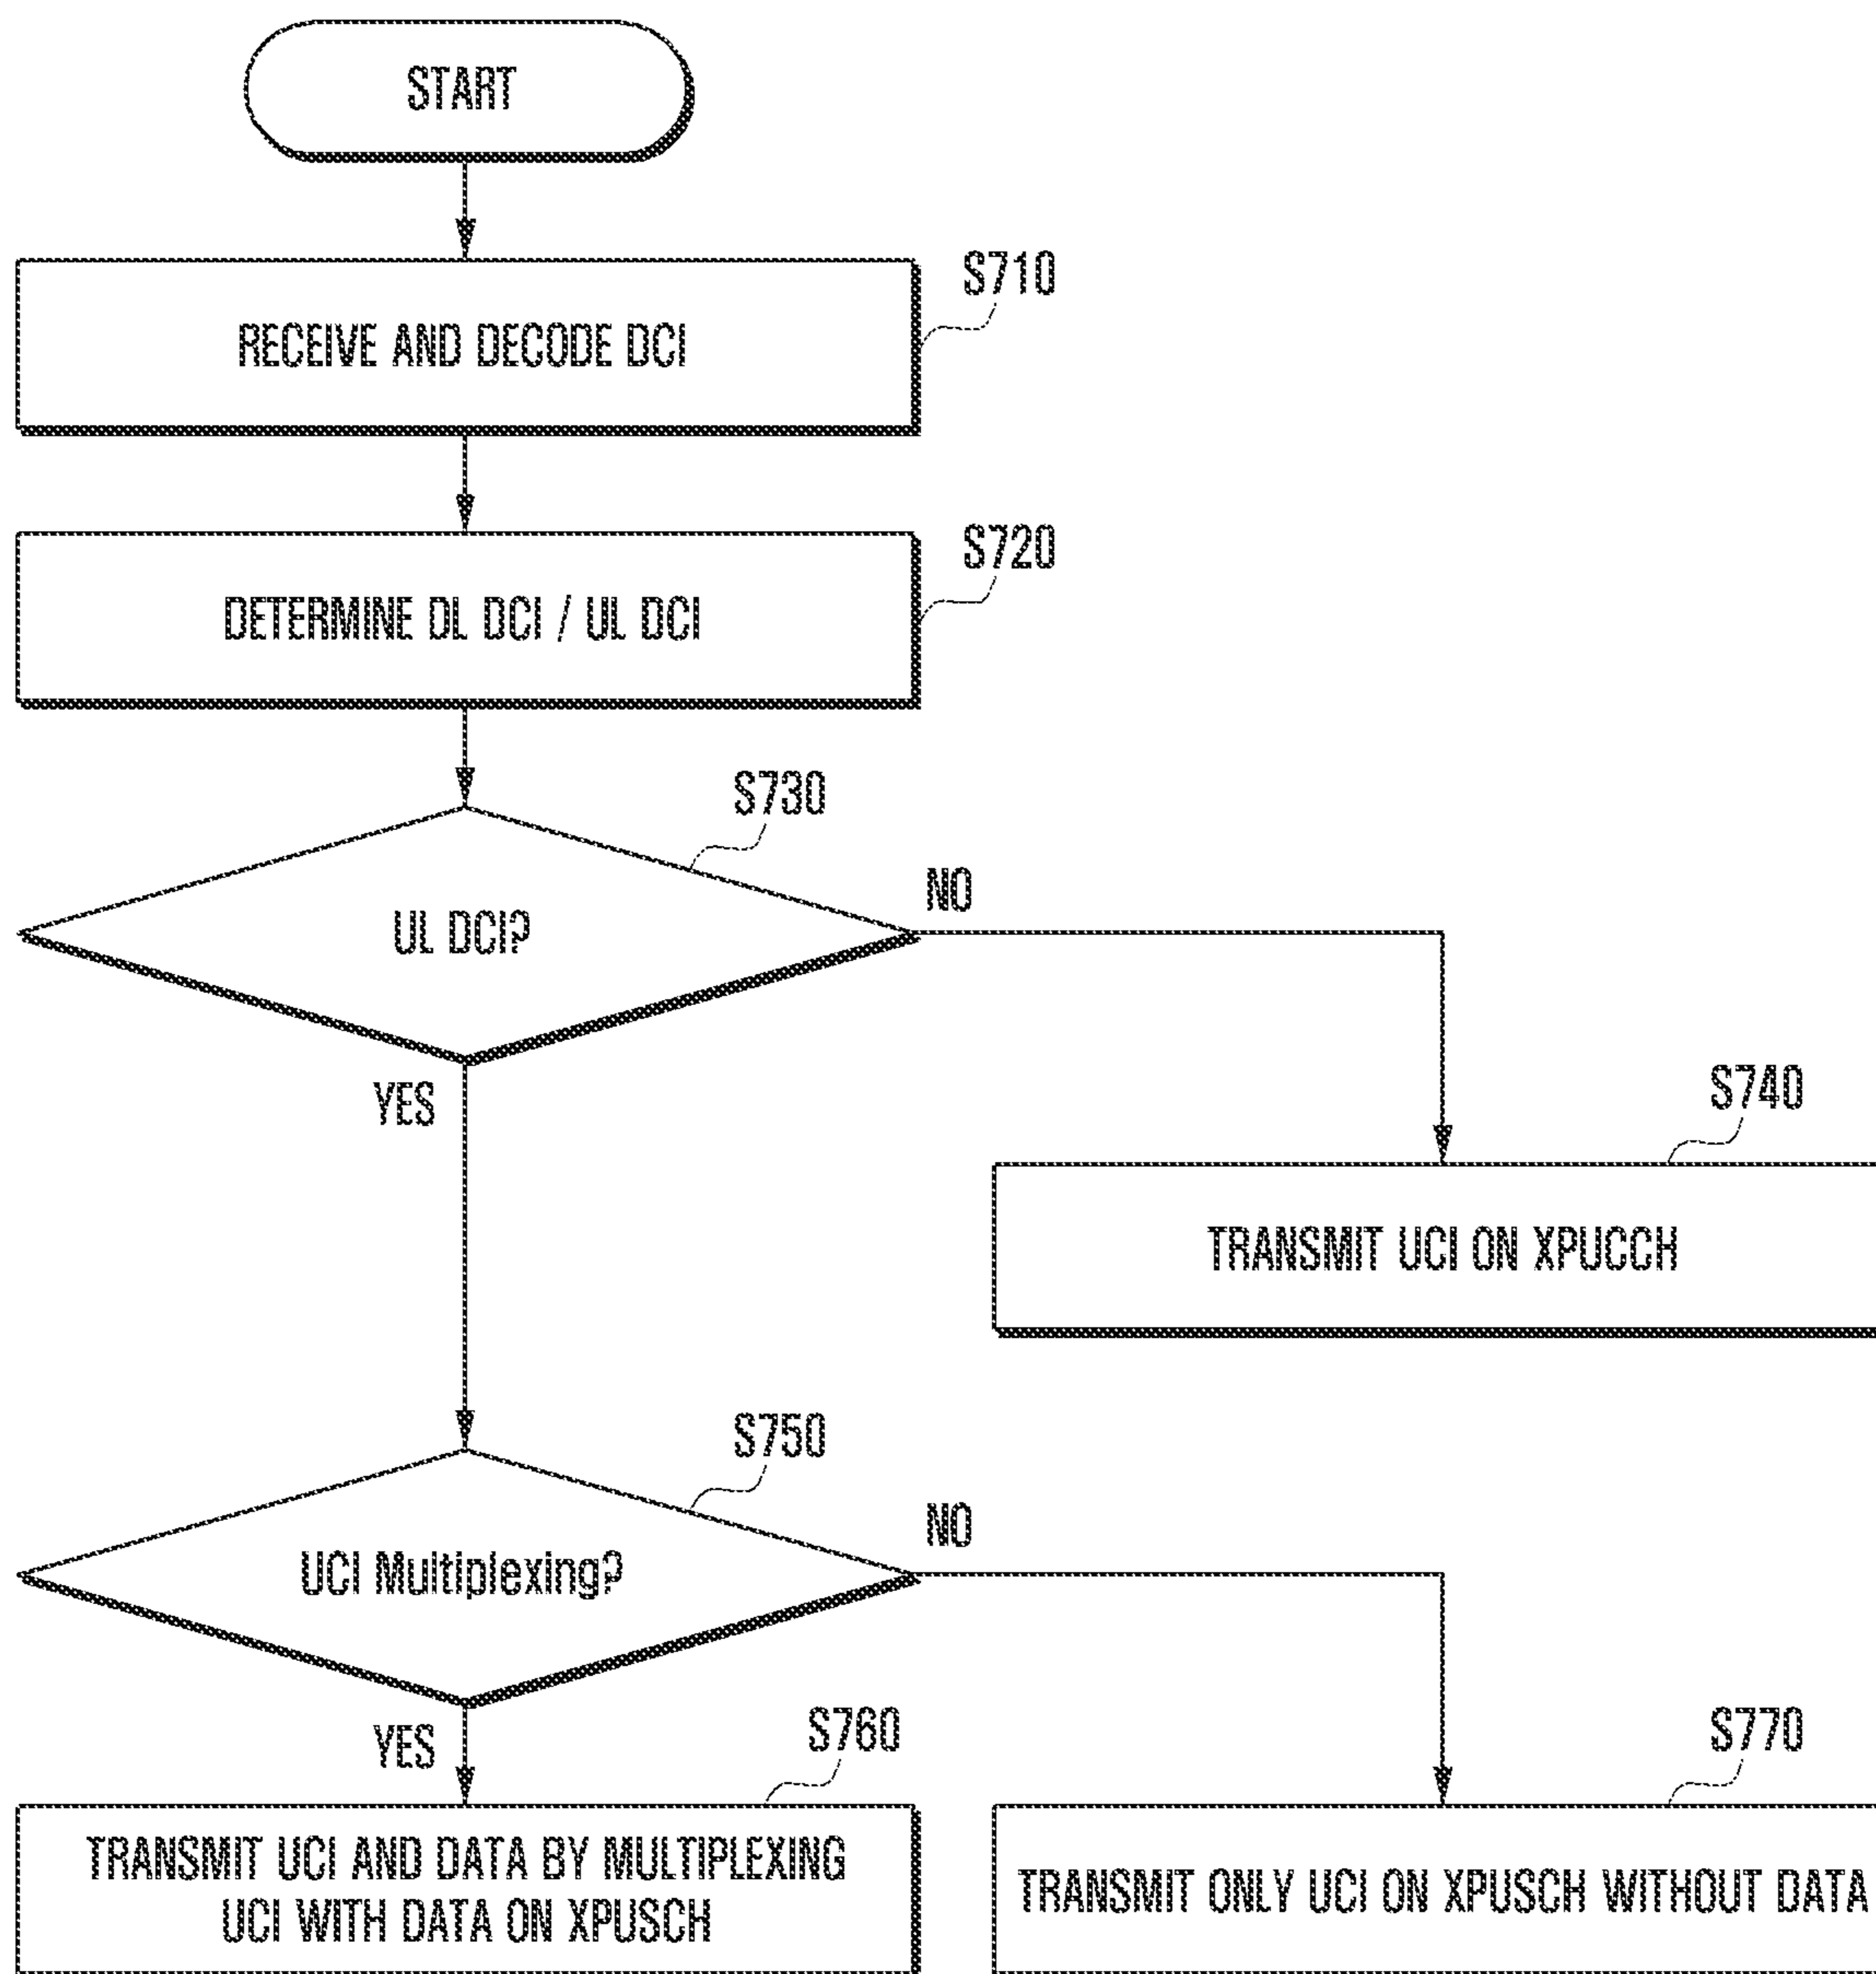 START
S710
RECEIVE AND DECODE DCI
S720
DETERMINE DL DCI / UL DCI
S730
UL DCI?
NO
YES
S740
TRANSMIT UCI ON XPUCCH
S750
UCI Multiplexing?
NO
YES
S760
TRANSMIT UCI AND DATA BY MULTIPLEXING
UCI WITH DATA ON XPUSCH
S770
TRANSMIT ONLY UCI ON XPUSCH WITHOUT DATA